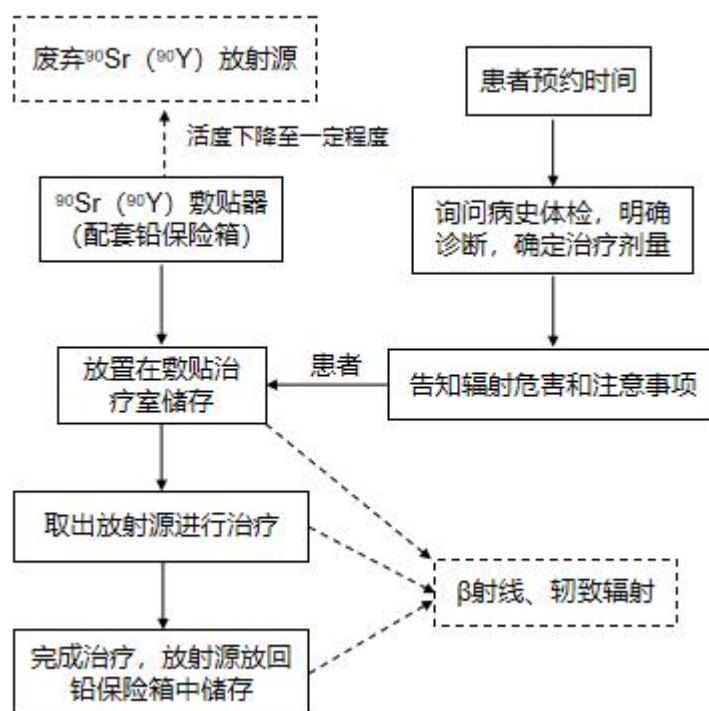 废弃⁹⁰Sr（⁹⁰Y）放射源
患者预约时间
活度下降至一定程度
⁹⁰Sr（⁹⁰Y）敷贴器
（配套铅保险箱）
询问病史体检，明确
诊断，确定治疗剂量
放置在敷贴治
疗室储存
患者
告知辐射危害和注意事项
取出放射源进行治疗
β射线、轫致辐射
完成治疗，放射源放回
铅保险箱中储存